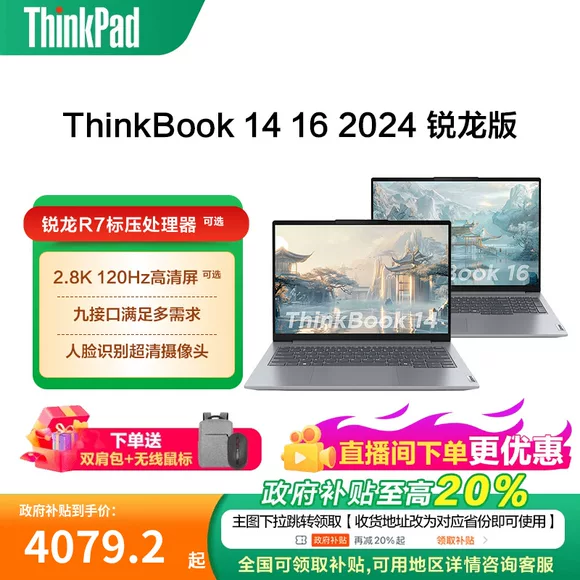 ThinkPad
ThinkBook 14 16 2024 锐龙版
锐龙R7标压处理器 可选
2.8K 120Hz高清屏 可选
九接口满足多需求
人脸识别超清摄像头
ThinkBook 16
ThinkBook 14
下单送
双肩包+无线鼠标
直播间下单更优惠
政府补贴至高20%
政府补贴到手价:
4079.2 起
主图下拉跳转领取【收货地址改为对应省份即可使用】
政府补贴 再减20%起 领取补贴 >
全国可领取补贴,可用地区详情咨询客服